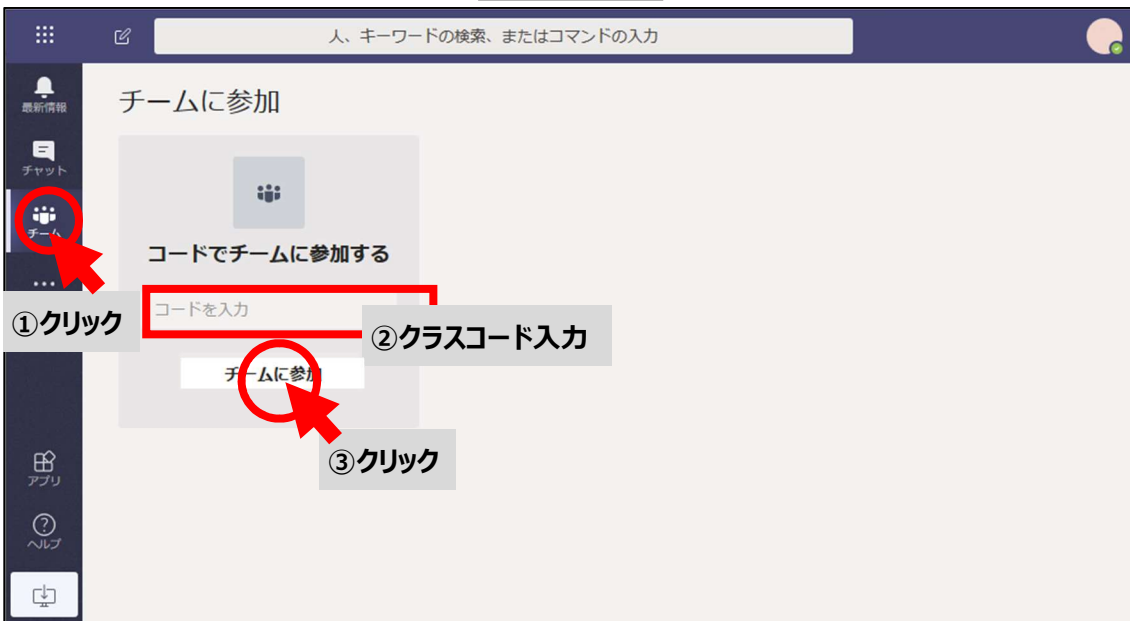 人、キーワードの検索、またはコマンドの入力
最新情報
チャット
チーム
チームに参加
コードでチームに参加する
コードを入力
①クリック
②クラスコード入力
チームに参加
③クリック
アプリ
ヘルプ